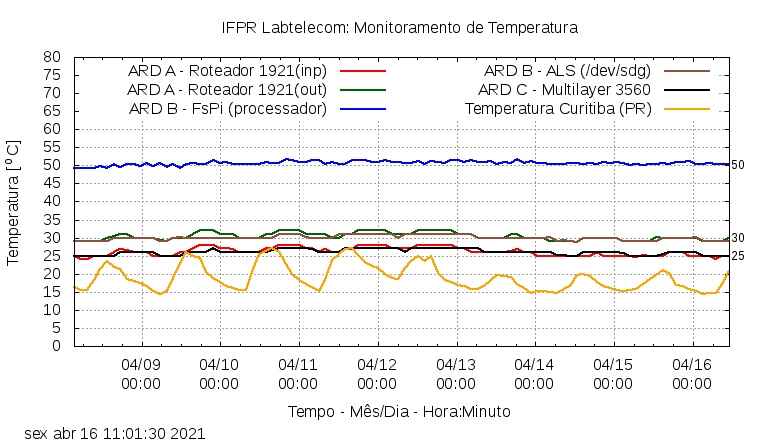 IFPR Labtelecom: Monitoramento de Temperatura
ARD A - Roteador 1921(inp)
ARD A - Roteador 1921(out)
ARD B - FsPi (processador)
ARD B - ALS (/dev/sdg)
ARD C - Multilayer 3560
Temperatura Curitiba (PR)
Temperatura [ºC]
80
75
70
65
60
55
50
45
40
35
30
25
20
15
10
5
0
50
30
25
04/09 04/10 04/11 04/12 04/13 04/14 04/15 04/16
00:00 00:00 00:00 00:00 00:00 00:00 00:00 00:00
Tempo - Mês/Dia - Hora:Minuto
sex abr 16 11:01:30 2021